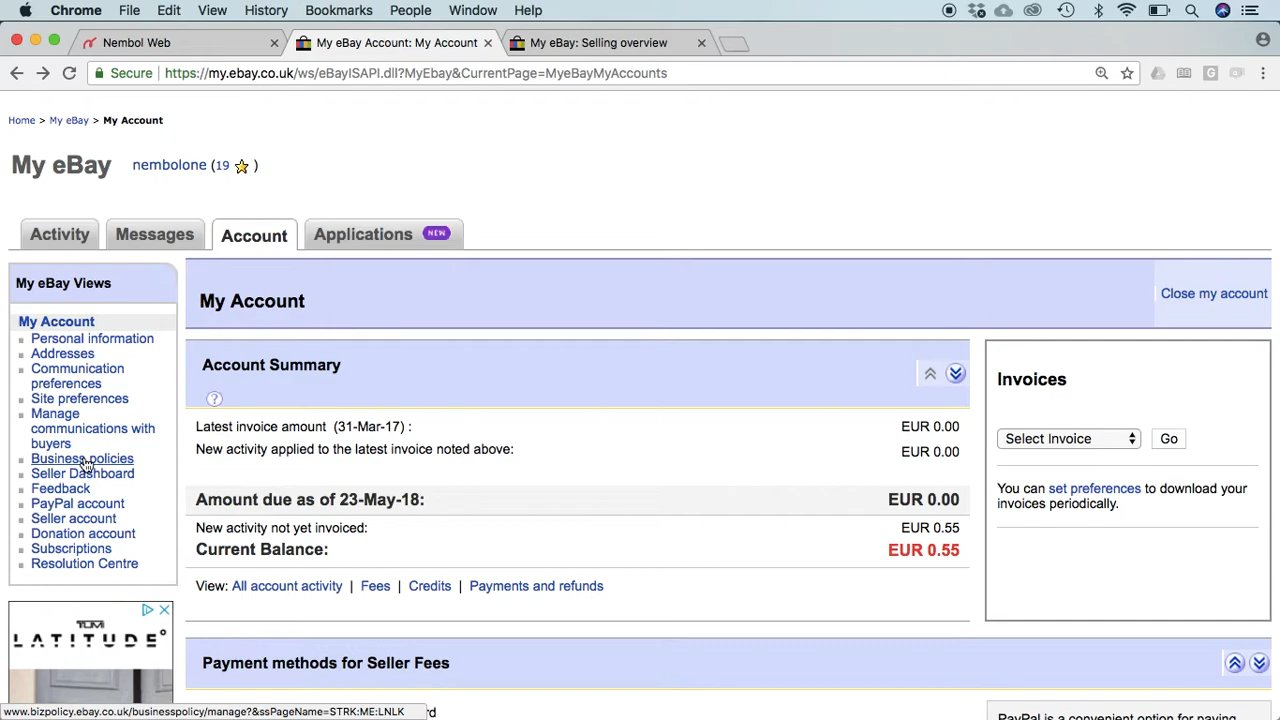 Chrome File Edit View History Bookmarks People Window Help
Nembol Web
My eBay Account: My Account
My eBay: Selling overview
Secure https://my.ebay.co.uk/ws/eBayISAPI.dll?MyEbay&CurrentPage=MyeBayMyAccounts
Home > My eBay > My Account
My eBay nembolone (19 )
Activity Messages Account Applications NEW
My eBay Views
My Account
Personal information
Addresses
Communication
preferences
Site preferences
Manage
communications with
buyers
Business policies
Seller Dashboard
Feedback
PayPal account
Seller account
Donation account
Subscriptions
Resolution Centre
TUMI
LATITUDE°
My Account
Close my account
Account Summary
?
Latest invoice amount (31-Mar-17) : EUR 0.00
New activity applied to the latest invoice noted above: EUR 0.00
Amount due as of 23-May-18: EUR 0.00
New activity not yet invoiced: EUR 0.55
Current Balance: EUR 0.55
View: All account activity | Fees | Credits | Payments and refunds
Invoices
Select Invoice Go
You can set preferences to download your
invoices periodically.
Payment methods for Seller Fees
www.bizpolicy.ebay.co.uk/businesspolicy/manage?&ssPageName=STRK:ME:LNLK
PayPal is a convenient option for paying